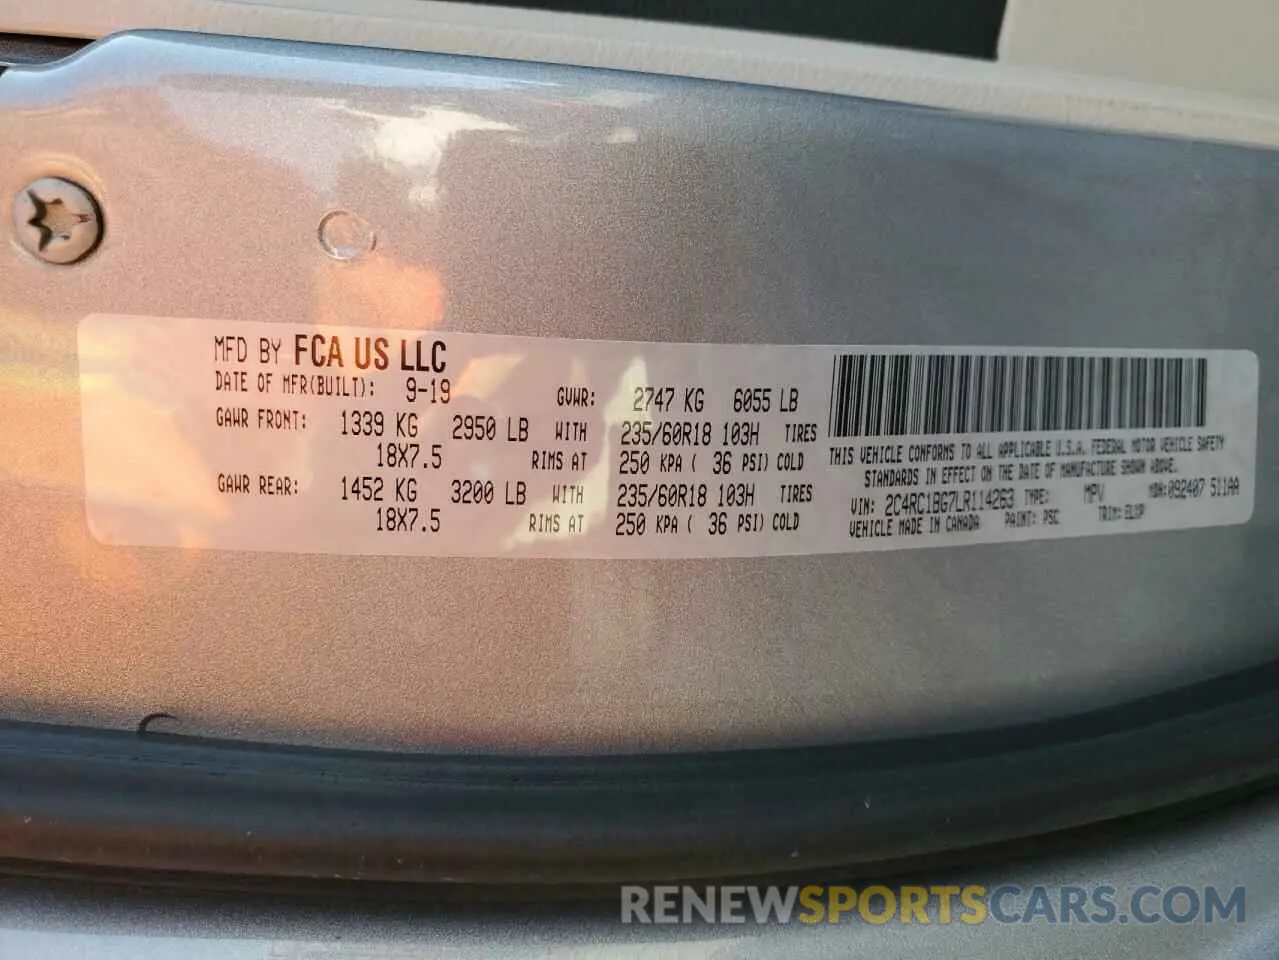 MFD BY FCA US LLC
DATE OF MFR(BUILT): 9-19 GVWR: 2747 KG 6055 LB
GAWR FRONT: 1339 KG 2950 LB WITH 235/60R18 103H TIRES
18X7.5 RIMS AT 250 KPA ( 36 PSI) COLD
GAWR REAR: 1452 KG 3200 LB WITH 235/60R18 103H TIRES
18X7.5 RIMS AT 250 KPA ( 36 PSI) COLD
THIS VEHICLE CONFORMS TO ALL APPLICABLE U.S.A. FEDERAL MOTOR VEHICLE SAFETY
STANDARDS IN EFFECT ON THE DATE OF MANUFACTURE SHOWN ABOVE.
VIN: 2C4RC1BG7LR114263 TYPE: MPV MDH:092407 511AA
VEHICLE MADE IN CANADA PAINT: PSC TRIM:
RENEWSPORTSCARS.COM